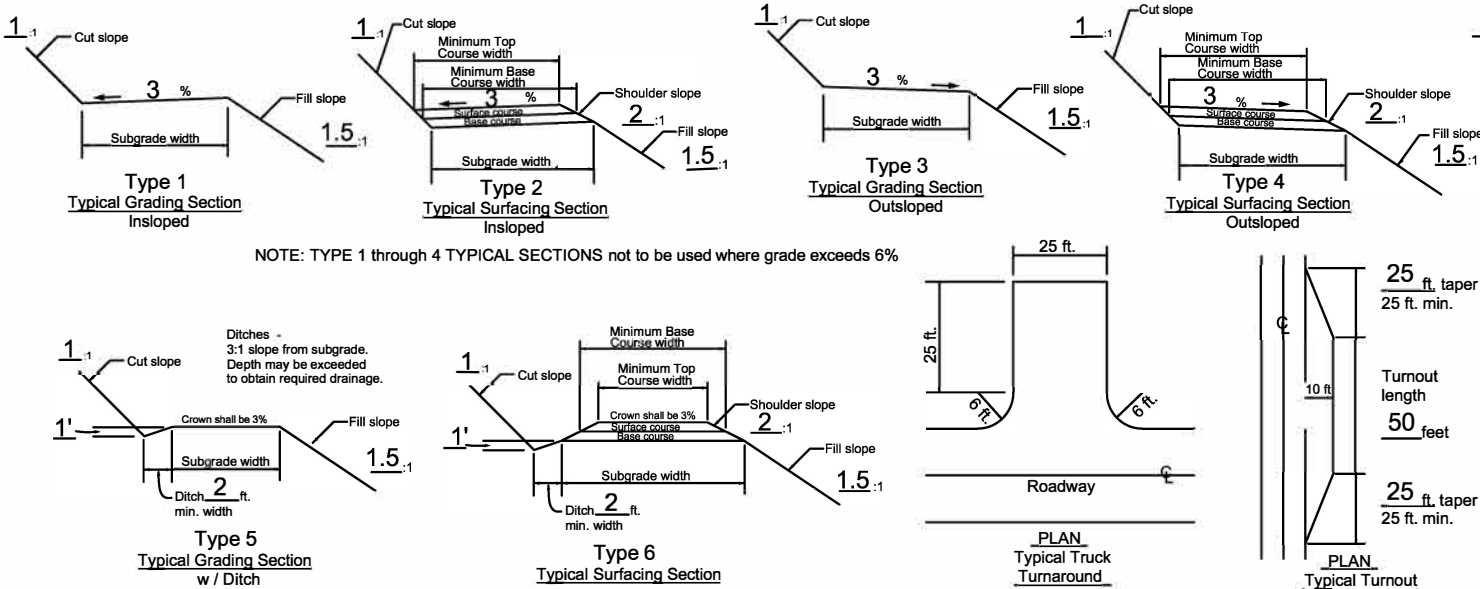 1 :1
Cut slope
3 %
Fill slope
1.5 :1
Subgrade width
Type 1
Typical Grading Section
Insloped
1 :1
Cut slope
Minimum Top
Course width
Minimum Base
Course width
3 %
Surface course
Base course
Shoulder slope
2 :1
Fill slope
1.5 :1
Subgrade width
Type 2
Typical Surfacing Section
Insloped
1 :1
Cut slope
3 %
Fill slope
1.5 :1
Subgrade width
Type 3
Typical Grading Section
Outsloped
1 :1
Cut slope
Minimum Top
Course width
Minimum Base
Course width
3 %
Surface course
Base course
Shoulder slope
2 :1
Fill slope
1.5 :1
Subgrade width
Type 4
Typical Surfacing Section
Outsloped
NOTE: TYPE 1 through 4 TYPICAL SECTIONS not to be used where grade exceeds 6%
1 :1
Cut slope
Ditches -
3:1 slope from subgrade.
Depth may be exceeded
to obtain required drainage.
1'
Crown shall be 3%
Fill slope
1.5 :1
Subgrade width
Ditch 2 ft.
min. width
Type 5
Typical Grading Section
w / Ditch
1 :1
Cut slope
Minimum Base
Course width
Minimum Top
Course width
Crown shall be 3%
Surface course
Base course
Shoulder slope
2 :1
1'
Fill slope
1.5 :1
Subgrade width
Ditch 2 ft.
min. width
Type 6
Typical Surfacing Section
25 ft.
25 ft.
6 ft.
6 ft.
℄
Roadway
PLAN
Typical Truck
Turnaround
℄
25 ft. taper
25 ft. min.
10 ft
Turnout
length
50 feet
25 ft. taper
25 ft. min.
PLAN
Typical Turnout